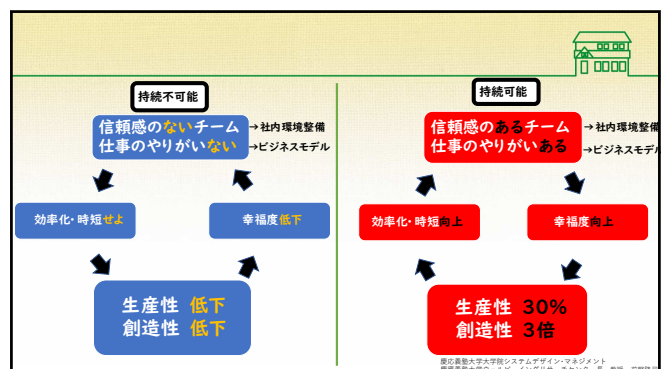 持続不可能
信頼感のないチーム
仕事のやりがいない
→社内環境整備
→ビジネスモデル
効率化・時短せよ
幸福度低下
生産性 低下
創造性 低下
持続可能
信頼感のあるチーム
仕事のやりがいある
→社内環境整備
→ビジネスモデル
効率化・時短向上
幸福度向上
生産性 30%
創造性 3倍
慶応義塾大学大学院システムデザイン・マネジメント